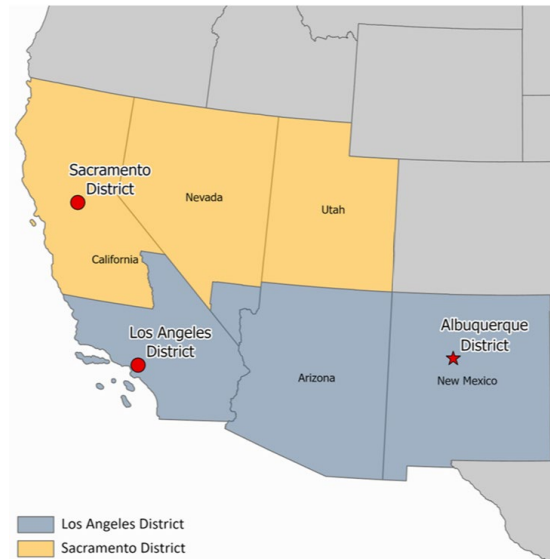 Sacramento
District
Nevada
Utah
California
Los Angeles
District
Albuquerque
District
Arizona
New Mexico
Los Angeles District
Sacramento District